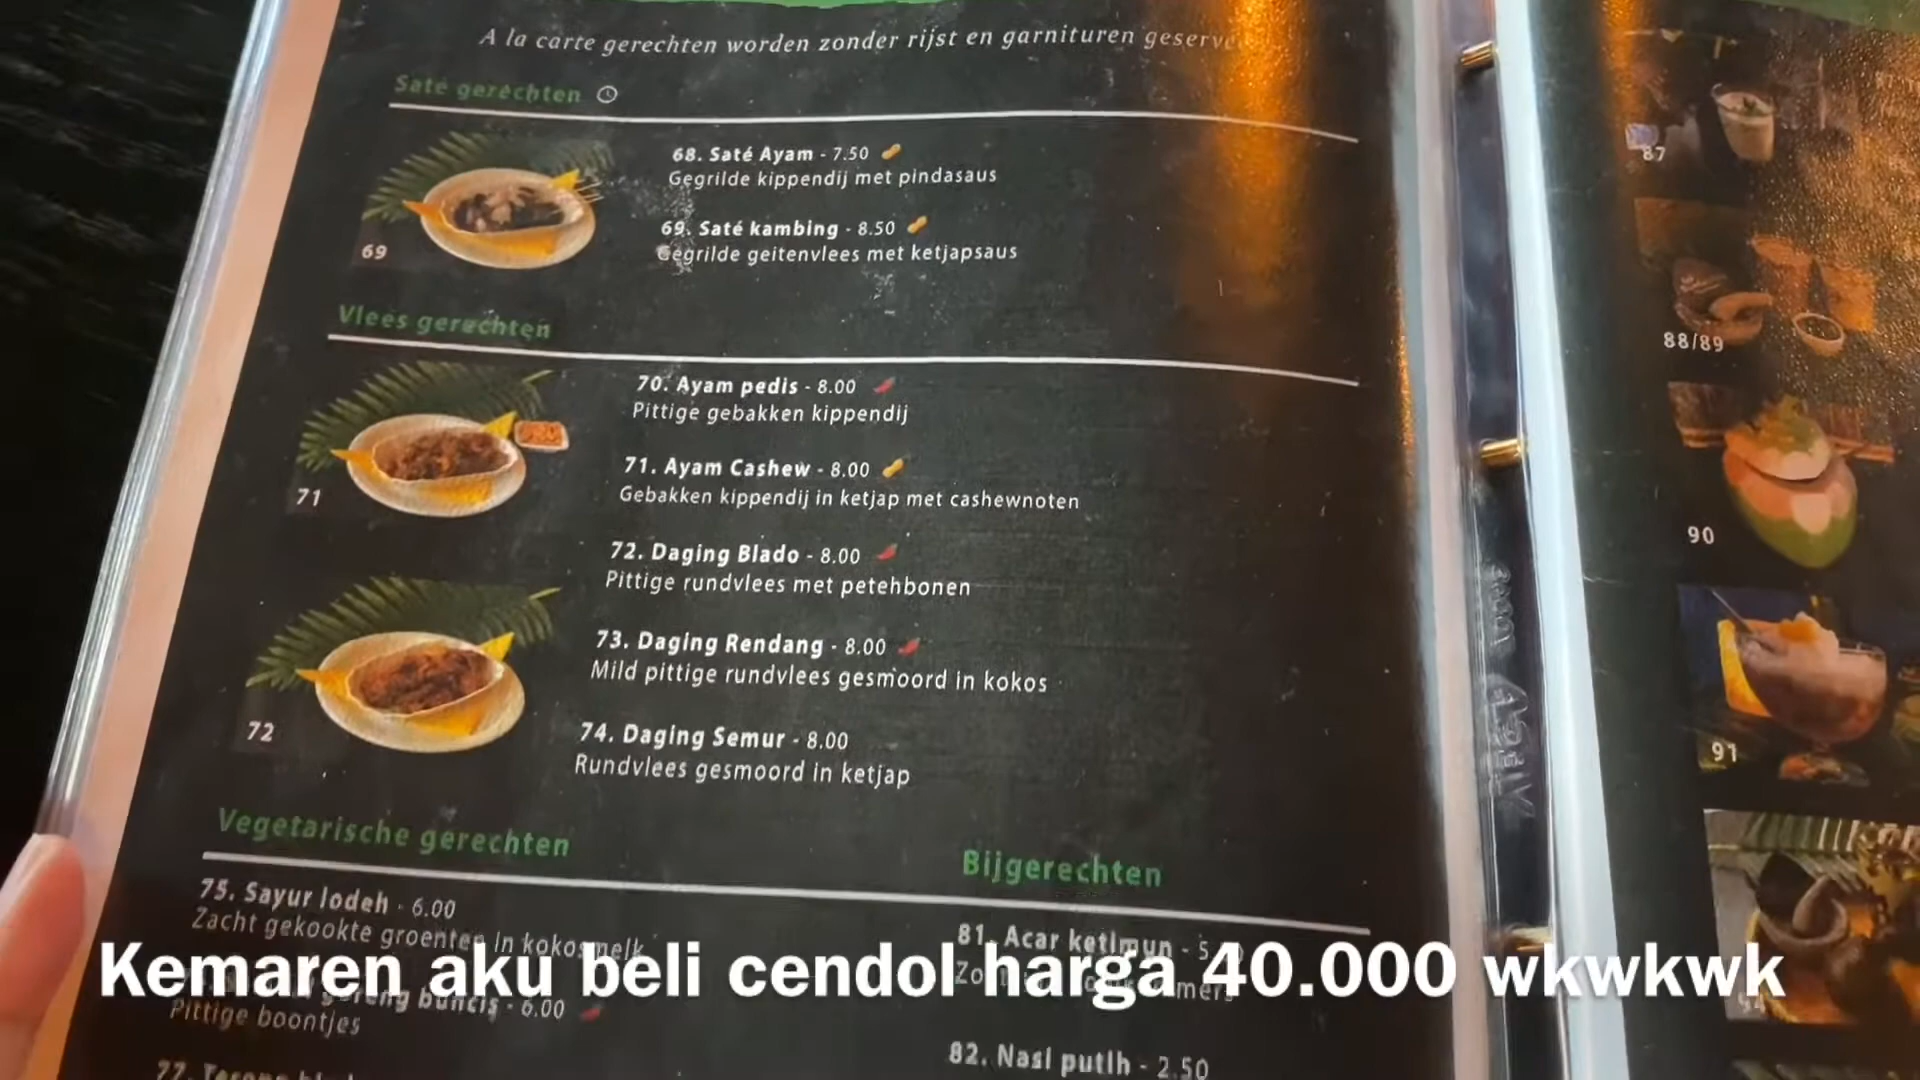 A la carte gerechten worden zonder rijst en garnituren
Saté gerechten
68. Saté Ayam - 7.50
Gegrilde kippendij met pindasaus
69. Saté kambing - 8.50
Gegrilde geitenvlees met ketjapsaus
69
Vlees gerechten
70. Ayam pedis - 8.00
Pittige gebakken kippendij
71. Ayam Cashew - 8.00
Gebakken kippendij in ketjap met cashewnoten
71
72. Daging Blado - 8.00
Pittige rundvlees met petehbonen
73. Daging Rendang - 8.00
Mild pittige rundvlees gesmoord in kokos
72
74. Daging Semur - 8.00
Rundvlees gesmoord in ketjap
Vegetarische gerechten
75. Sayur lodeh - 6.00
Zacht gekookte groenten in kokosmelk
goreng buncis - 6.00
Pittige boontjes
77.
Bijgerechten
81. Acar ketimun -
82. Nasi putih - 2.50
87
88/89
90
91
Kemaren aku beli cendol harga 40.000 wkwkwk